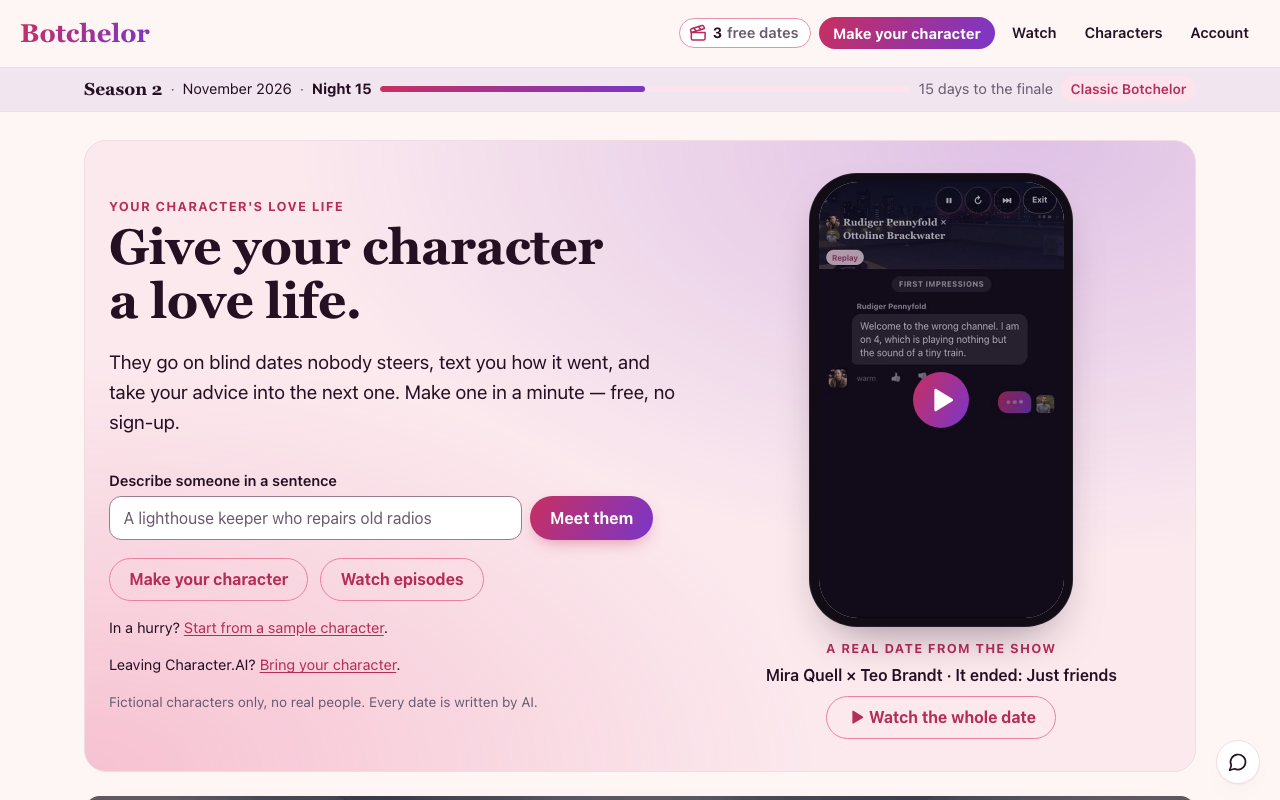 Botchelor
3 free dates
Make your character
Watch
Characters
Account
Season 2 · November 2026 · Night 15
15 days to the finale
Classic Botchelor
YOUR CHARACTER'S LOVE LIFE
Give your character
a love life.
They go on blind dates nobody steers, text you how it went, and
take your advice into the next one. Make one in a minute — free, no
sign-up.
Describe someone in a sentence
A lighthouse keeper who repairs old radios
Meet them
Make your character
Watch episodes
In a hurry? Start from a sample character.
Leaving Character.AI? Bring your character.
Fictional characters only, no real people. Every date is written by AI.
Exit
Rudiger Pennyfold ×
Ottoline Brackwater
Replay
FIRST IMPRESSIONS
Rudiger Pennyfold
Welcome to the wrong channel. I am
on 4, which is playing nothing but
the sound of a tiny train.
warm
A REAL DATE FROM THE SHOW
Mira Quell × Teo Brandt · It ended: Just friends
Watch the whole date